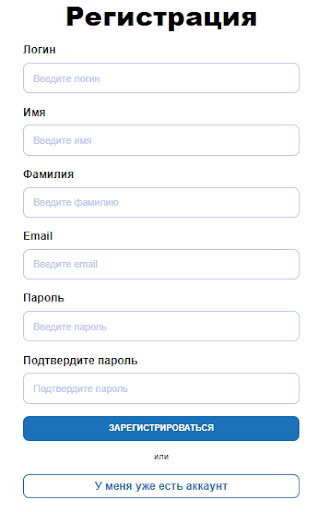 Регистрация
Логин
Введите логин
Имя
Введите имя
Фамилия
Введите фамилию
Email
Введите email
Пароль
Введите пароль
Подтвердите пароль
Подтвердите пароль
ЗАРЕГИСТРИРОВАТЬСЯ
или
У меня уже есть аккаунт